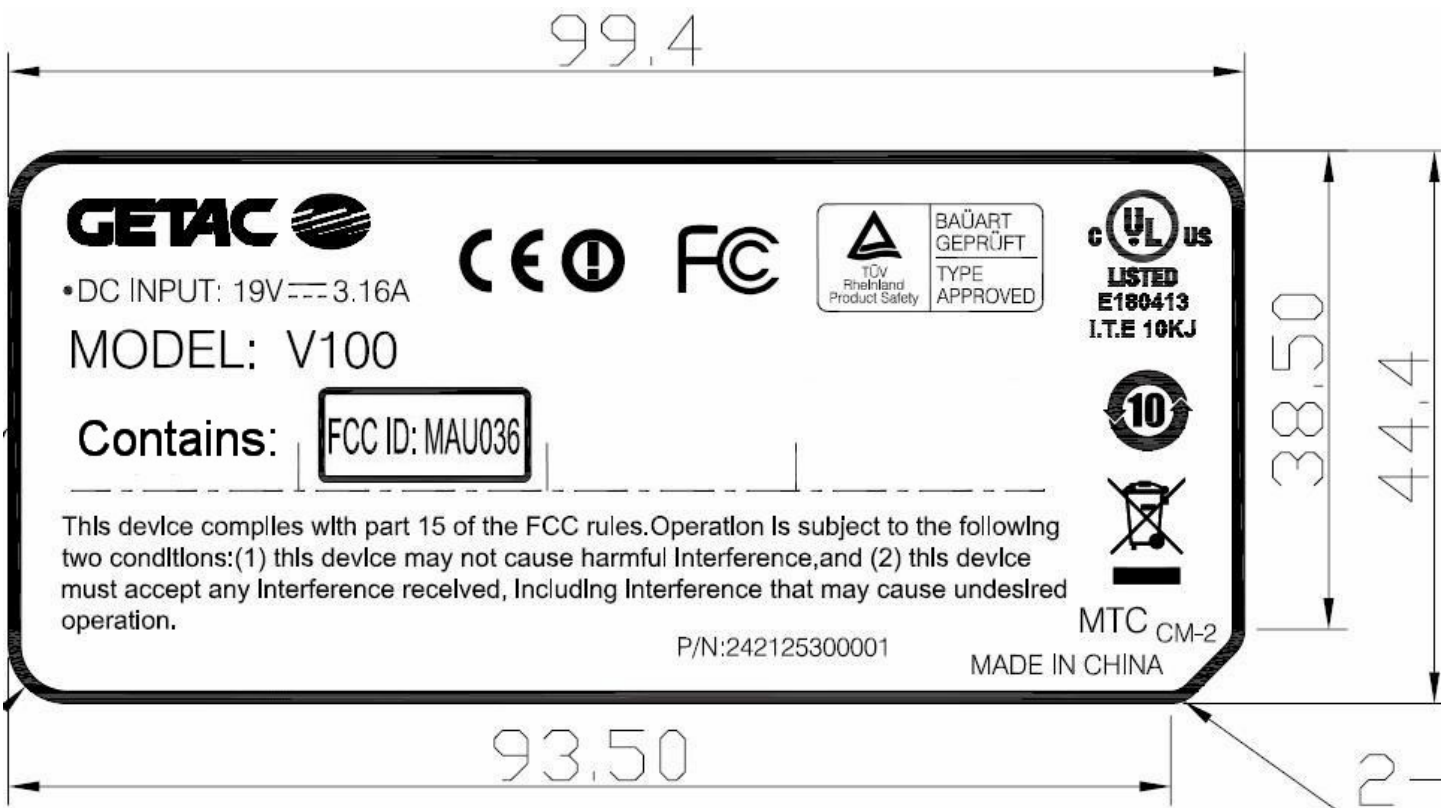 99.4
GETAC
•DC INPUT: 19V⎓3.16A
MODEL: V100
CE
FC
TÜV
Rheinland
Product Safety
BAÜART
GEPRÜFT
TYPE
APPROVED
C UL US
LISTED
E180413
I.T.E 10KJ
10
Contains:
FCC ID: MAU036
This device complies with part 15 of the FCC rules.Operation is subject to the following
two conditions:(1) this device may not cause harmful interference,and (2) this device
must accept any interference received, including interference that may cause undesired
operation.
P/N:242125300001
MTC CM-2
MADE IN CHINA
38.50
44.4
93.50
2-